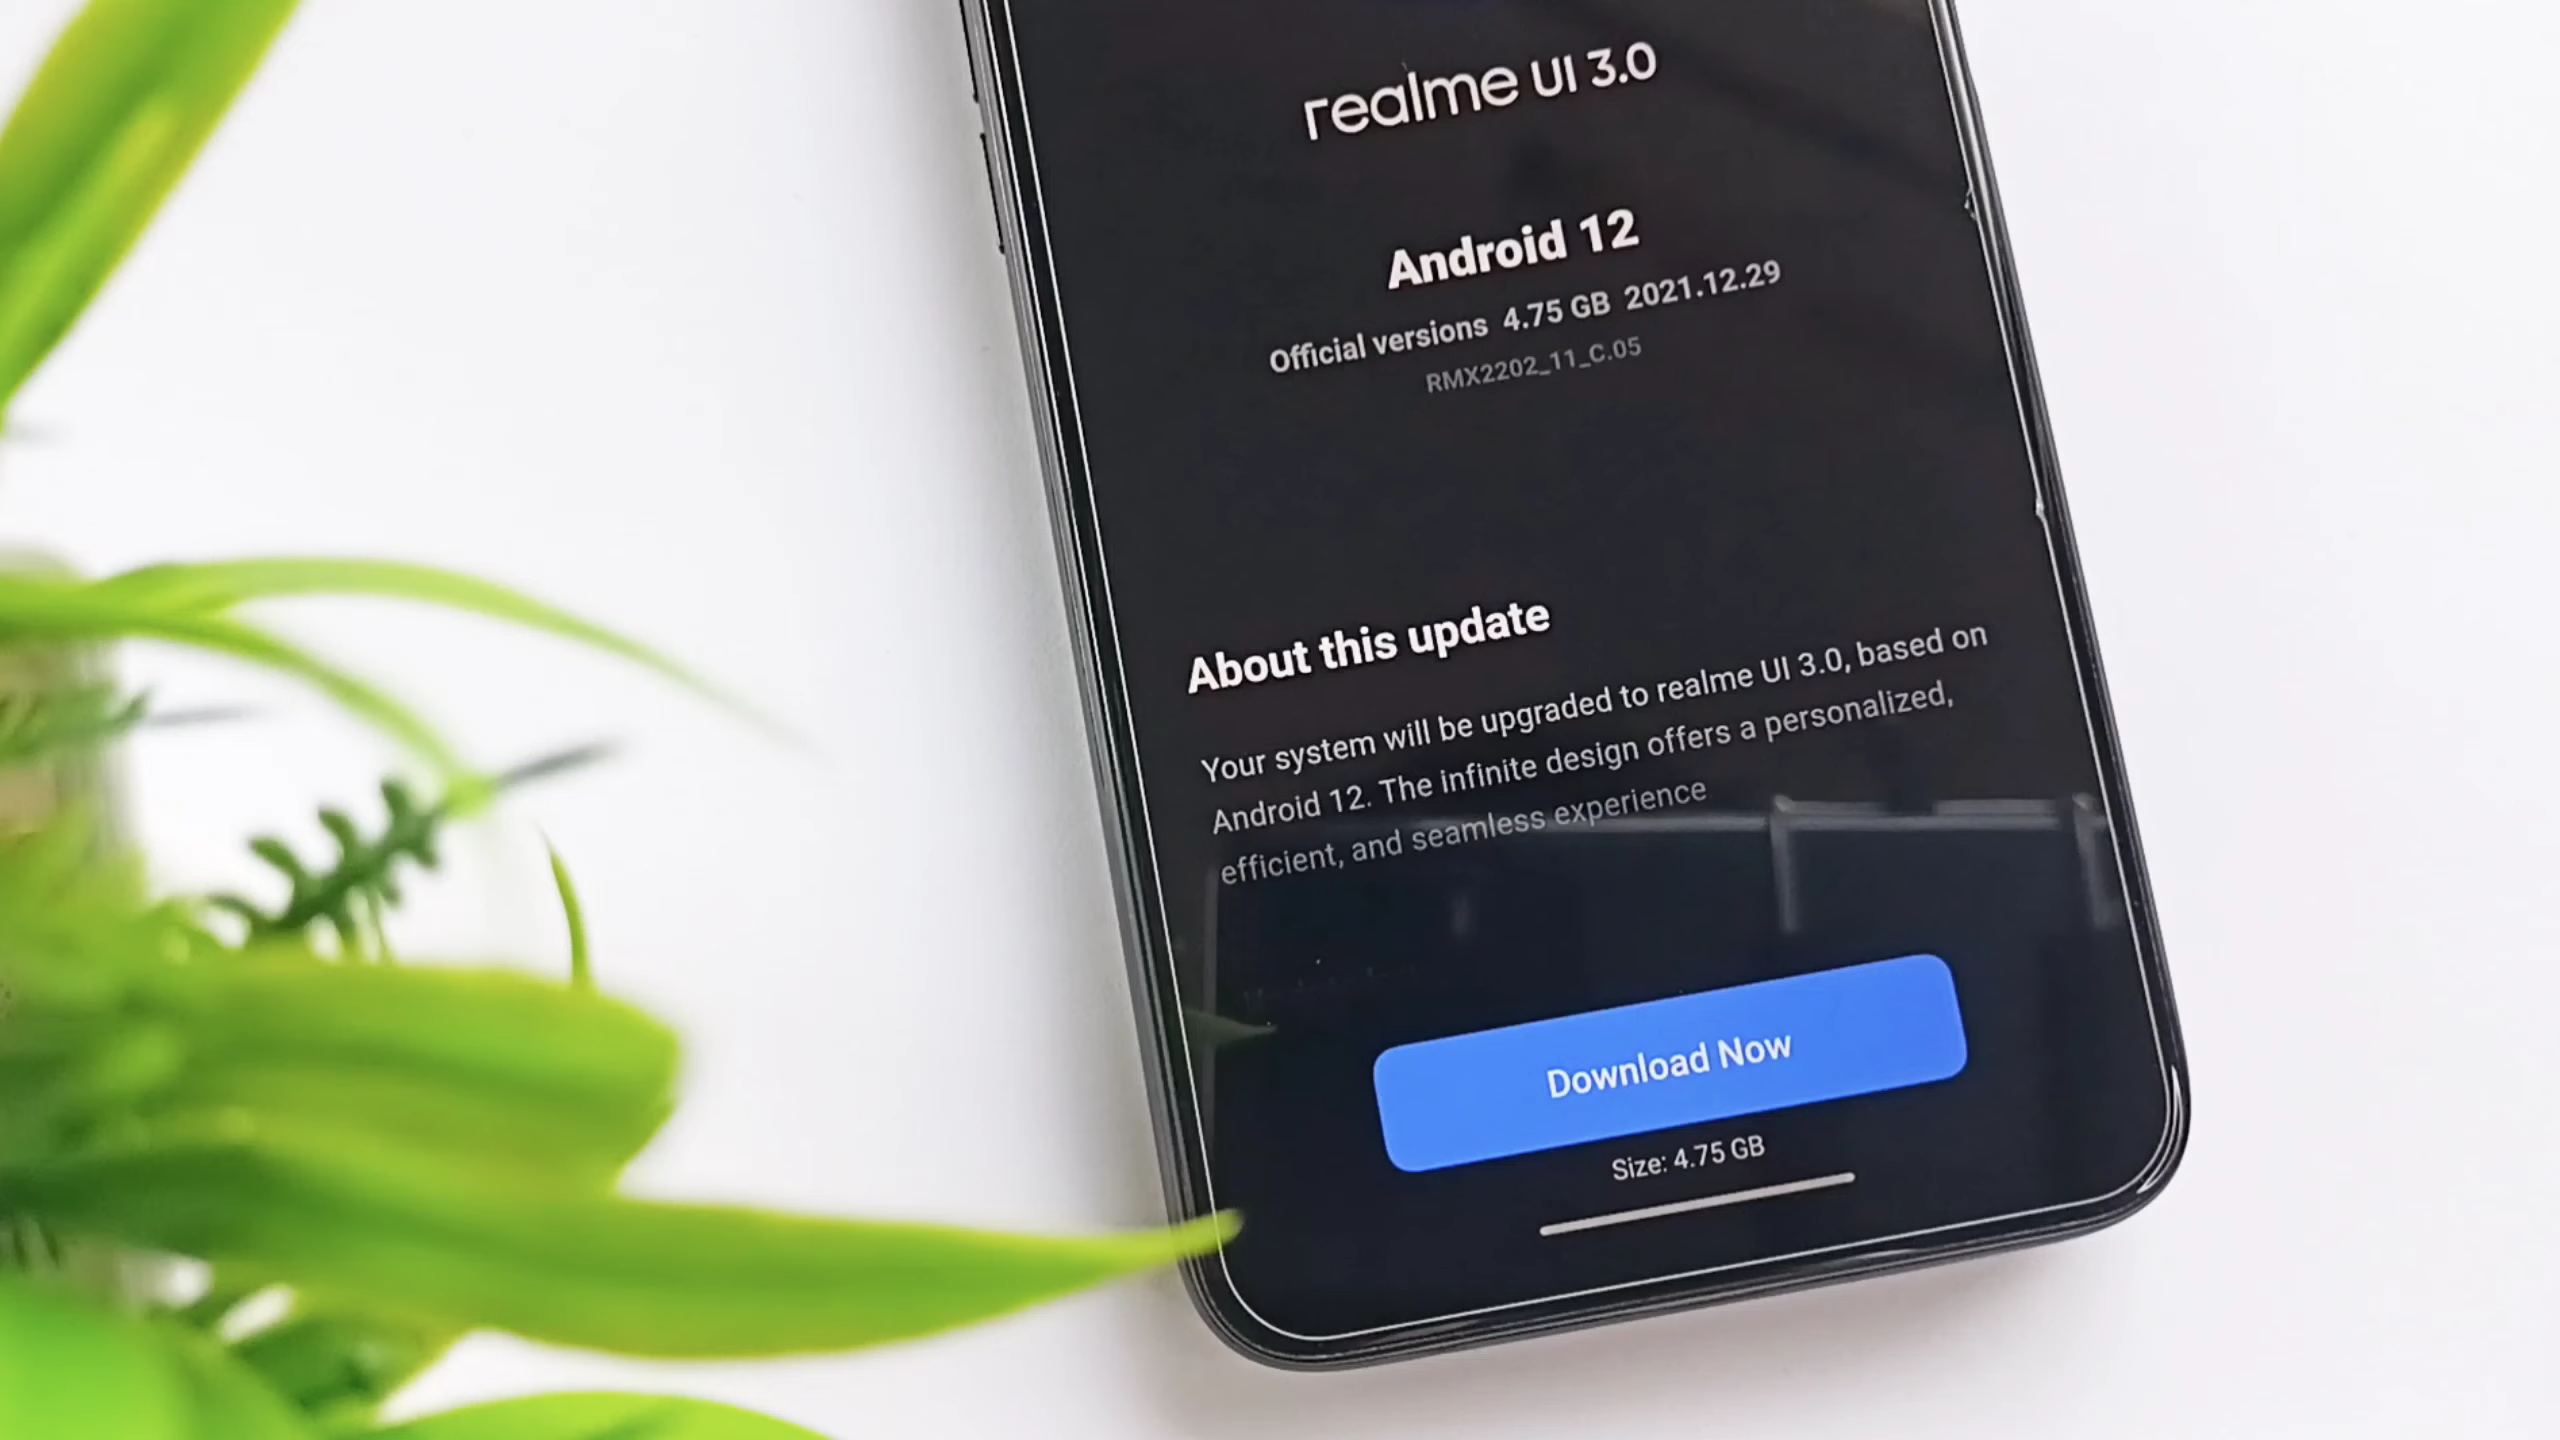 realme UI 3.0
Android 12
Official versions 4.75 GB 2021.12.29
RMX2202_11_C.05
About this update
Your system will be upgraded to realme UI 3.0, based on
Android 12. The infinite design offers a personalized,
efficient, and seamless experience
Download Now
Size: 4.75 GB